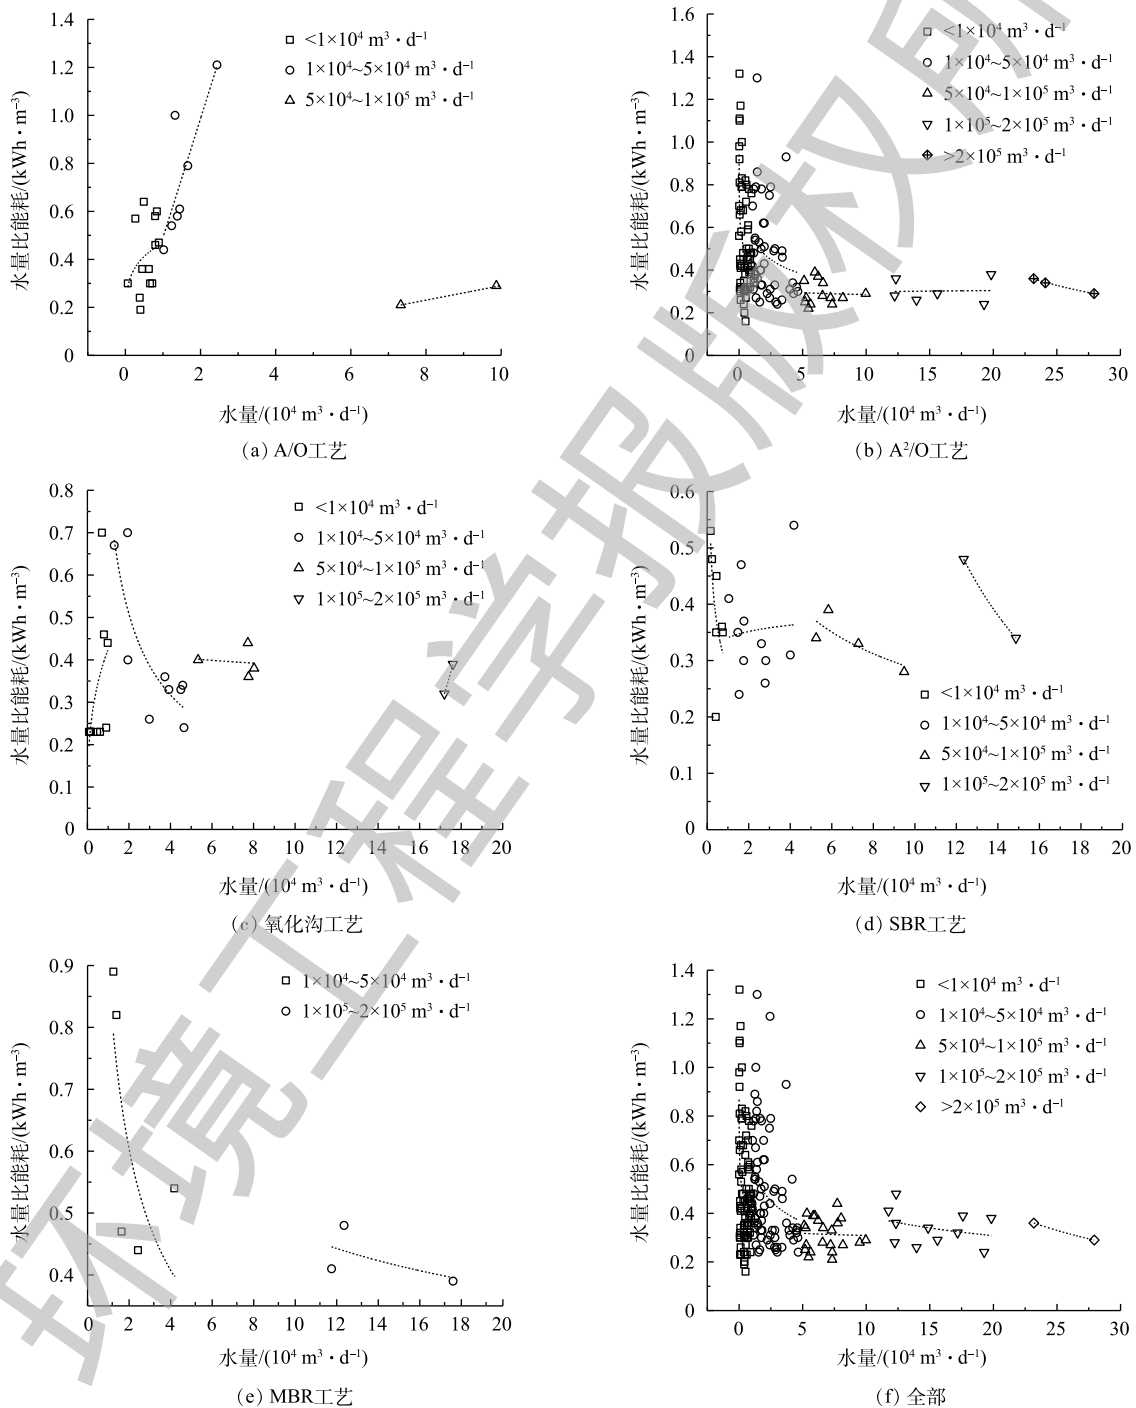 1.4
1.2
1.0
0.8
0.6
0.4
0.2
0
水量比能耗/(kWh·m⁻³)
<1×10⁴ m³·d⁻¹
1×10⁴~5×10⁴ m³·d⁻¹
5×10⁴~1×10⁵ m³·d⁻¹
0 2 4 6 8 10
水量/(10⁴ m³·d⁻¹)
(a) A/O工艺
1.6
1.4
1.2
1.0
0.8
0.6
0.4
0.2
0
水量比能耗/(kWh·m⁻³)
<1×10⁴ m³·d⁻¹
1×10⁴~5×10⁴ m³·d⁻¹
5×10⁴~1×10⁵ m³·d⁻¹
1×10⁵~2×10⁵ m³·d⁻¹
>2×10⁵ m³·d⁻¹
0 5 10 15 20 25 30
水量/(10⁴ m³·d⁻¹)
(b) A²/O工艺
0.8
0.7
0.6
0.5
0.4
0.3
0.2
0.1
0
水量比能耗/(kWh·m⁻³)
<1×10⁴ m³·d⁻¹
1×10⁴~5×10⁴ m³·d⁻¹
5×10⁴~1×10⁵ m³·d⁻¹
1×10⁵~2×10⁵ m³·d⁻¹
0 2 4 6 8 10 12 14 16 18 20
水量/(10⁴ m³·d⁻¹)
(c) 氧化沟工艺
0.6
0.5
0.4
0.3
0.2
0.1
0
水量比能耗/(kWh·m⁻³)
<1×10⁴ m³·d⁻¹
1×10⁴~5×10⁴ m³·d⁻¹
5×10⁴~1×10⁵ m³·d⁻¹
1×10⁵~2×10⁵ m³·d⁻¹
0 2 4 6 8 10 12 14 16 18 20
水量/(10⁴ m³·d⁻¹)
(d) SBR工艺
0.9
0.8
0.7
0.6
0.5
0.4
水量比能耗/(kWh·m⁻³)
1×10⁴~5×10⁴ m³·d⁻¹
1×10⁵~2×10⁵ m³·d⁻¹
0 2 4 6 8 10 12 14 16 18 20
水量/(10⁴ m³·d⁻¹)
(e) MBR工艺
1.4
1.2
1.0
0.8
0.6
0.4
0.2
0
水量比能耗/(kWh·m⁻³)
<1×10⁴ m³·d⁻¹
1×10⁴~5×10⁴ m³·d⁻¹
5×10⁴~1×10⁵ m³·d⁻¹
1×10⁵~2×10⁵ m³·d⁻¹
>2×10⁵ m³·d⁻¹
0 5 10 15 20 25 30
水量/(10⁴ m³·d⁻¹)
(f) 全部
环境工程学报版权所